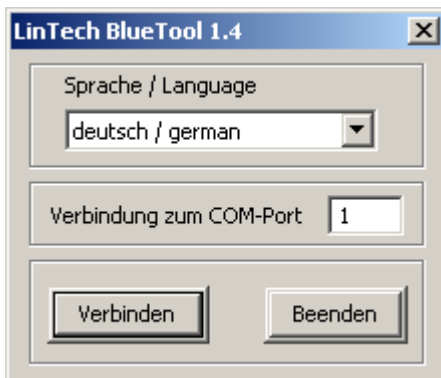 LinTech BlueTool 1.4
Sprache / Language
deutsch / german
Verbindung zum COM-Port 1
Verbinden Beenden